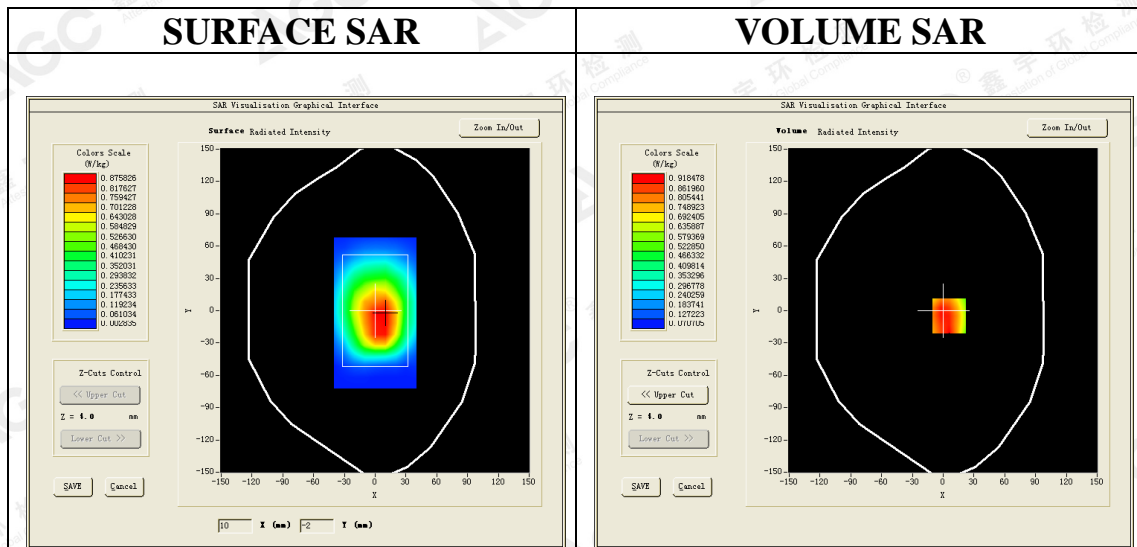 SURFACE SAR
VOLUME SAR
SAR Visualisation Graphical Interface
Surface Radiated Intensity
Zoom In/Out
Colors Scale
(W/kg)
0.875826
0.817627
0.759427
0.701228
0.643028
0.584829
0.526630
0.468430
0.410231
0.352031
0.293832
0.235633
0.177433
0.119234
0.061034
0.002835
150
120
90
60
30
0
-30
-60
-90
-120
-150
Y
-150 -120 -90 -60 -30 0 30 60 90 120 150
X
Z-Cuts Control
<< Upper Cut
Z = 4.0 mm
Lower Cut >>
SAVE Cancel
10 X (mm) -2 Y (mm)
SAR Visualisation Graphical Interface
Volume Radiated Intensity
Zoom In/Out
Colors Scale
(W/kg)
0.918478
0.861960
0.805441
0.748923
0.692405
0.635887
0.579369
0.522850
0.466332
0.409814
0.353296
0.296778
0.240259
0.183741
0.127223
0.070705
150
120
90
60
30
0
-30
-60
-90
-120
-150
Y
-150 -120 -90 -60 -30 0 30 60 90 120 150
X
Z-Cuts Control
<< Upper Cut
Z = 4.0 mm
Lower Cut >>
SAVE Cancel